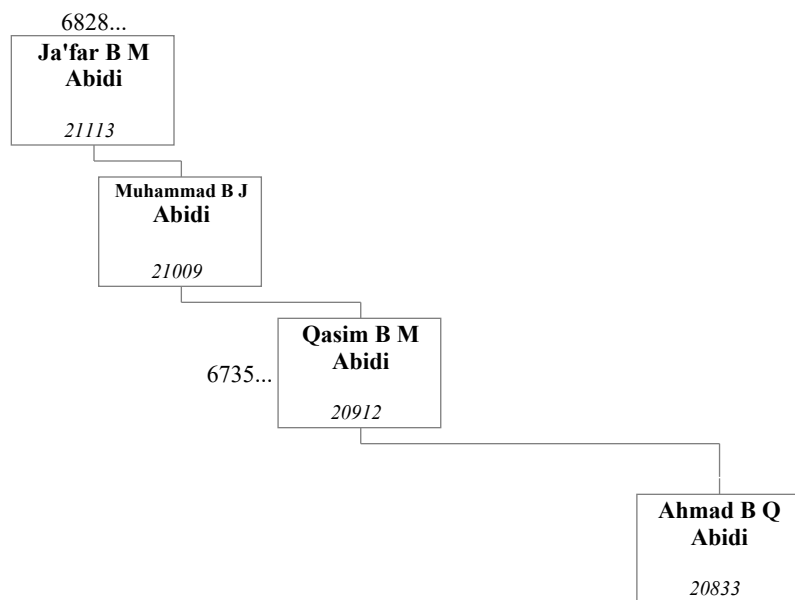 6828...
Ja'far B M
Abidi
21113
Muhammad B J
Abidi
21009
Qasim B M
Abidi
6735...
20912
Ahmad B Q
Abidi
20833